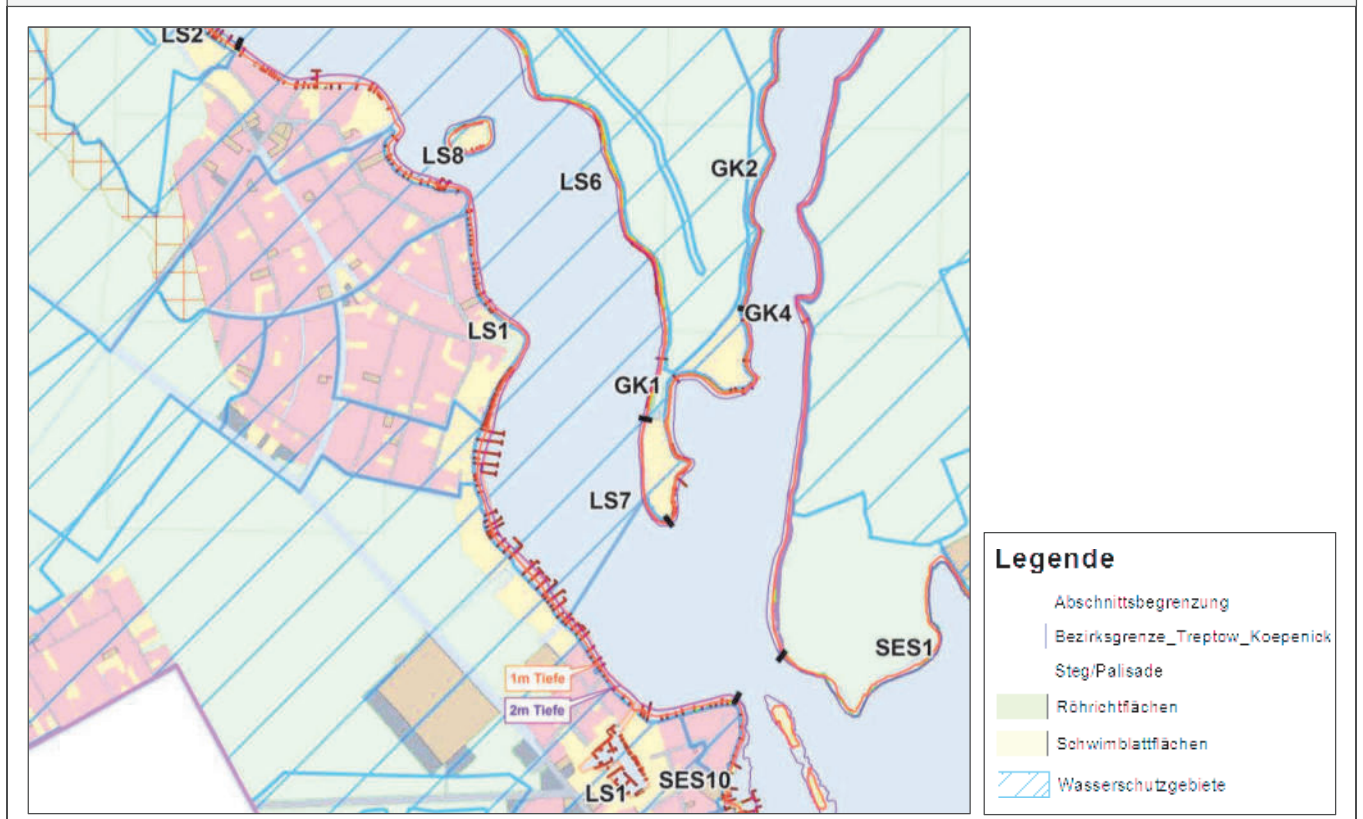 LS2
LS8
LS6
GK2
GK4
LS1
GK1
LS7
SES1
1m Tiefe
2m Tiefe
SES10
LS1
Legende
Abschnittsbegrenzung
Bezirksgrenze_Treptow_Koepenick
Steg/Palisade
Röhrichtflächen
Schwimblattflächen
Wasserschutzgebiete